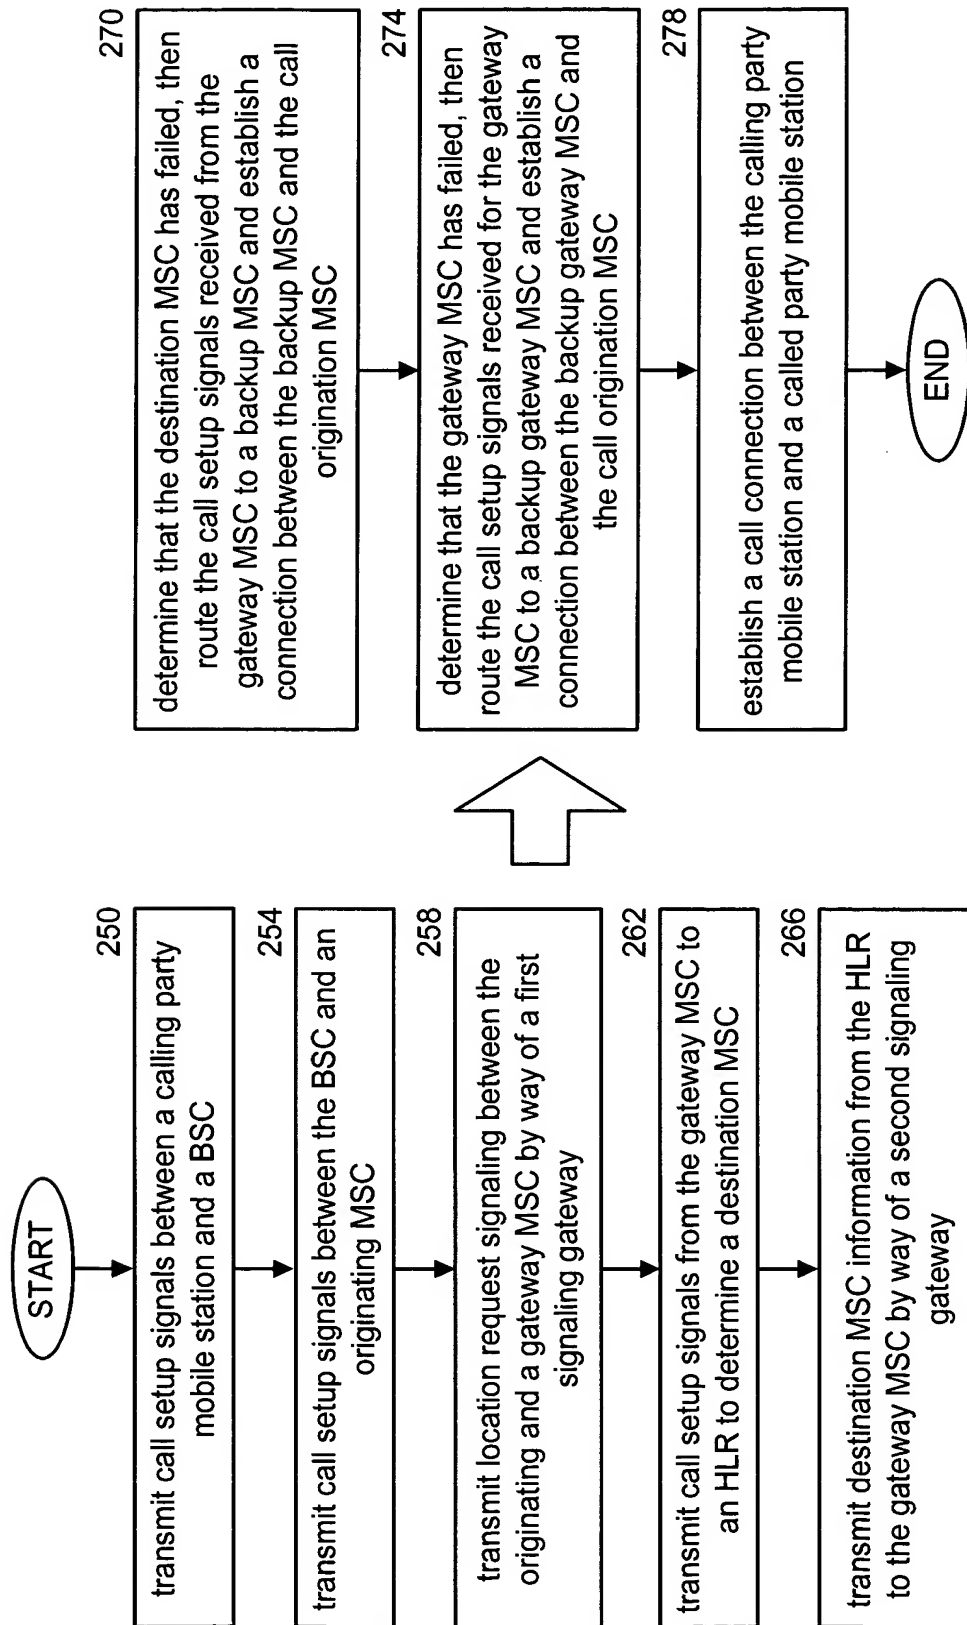 START
250
transmit call setup signals between a calling party
mobile station and a BSC
254
transmit call setup signals between the BSC and an
originating MSC
258
transmit location request signaling between the
originating and a gateway MSC by way of a first
signaling gateway
262
transmit call setup signals from the gateway MSC to
an HLR to determine a destination MSC
266
transmit destination MSC information from the HLR
to the gateway MSC by way of a second signaling
gateway
270
determine that the destination MSC has failed, then
route the call setup signals received from the
gateway MSC to a backup MSC and establish a
connection between the backup MSC and the call
origination MSC
274
determine that the gateway MSC has failed, then
route the call setup signals received for the gateway
MSC to a backup gateway MSC and establish a
connection between the backup gateway MSC and
the call origination MSC
278
establish a call connection between the calling party
mobile station and a called party mobile station
END